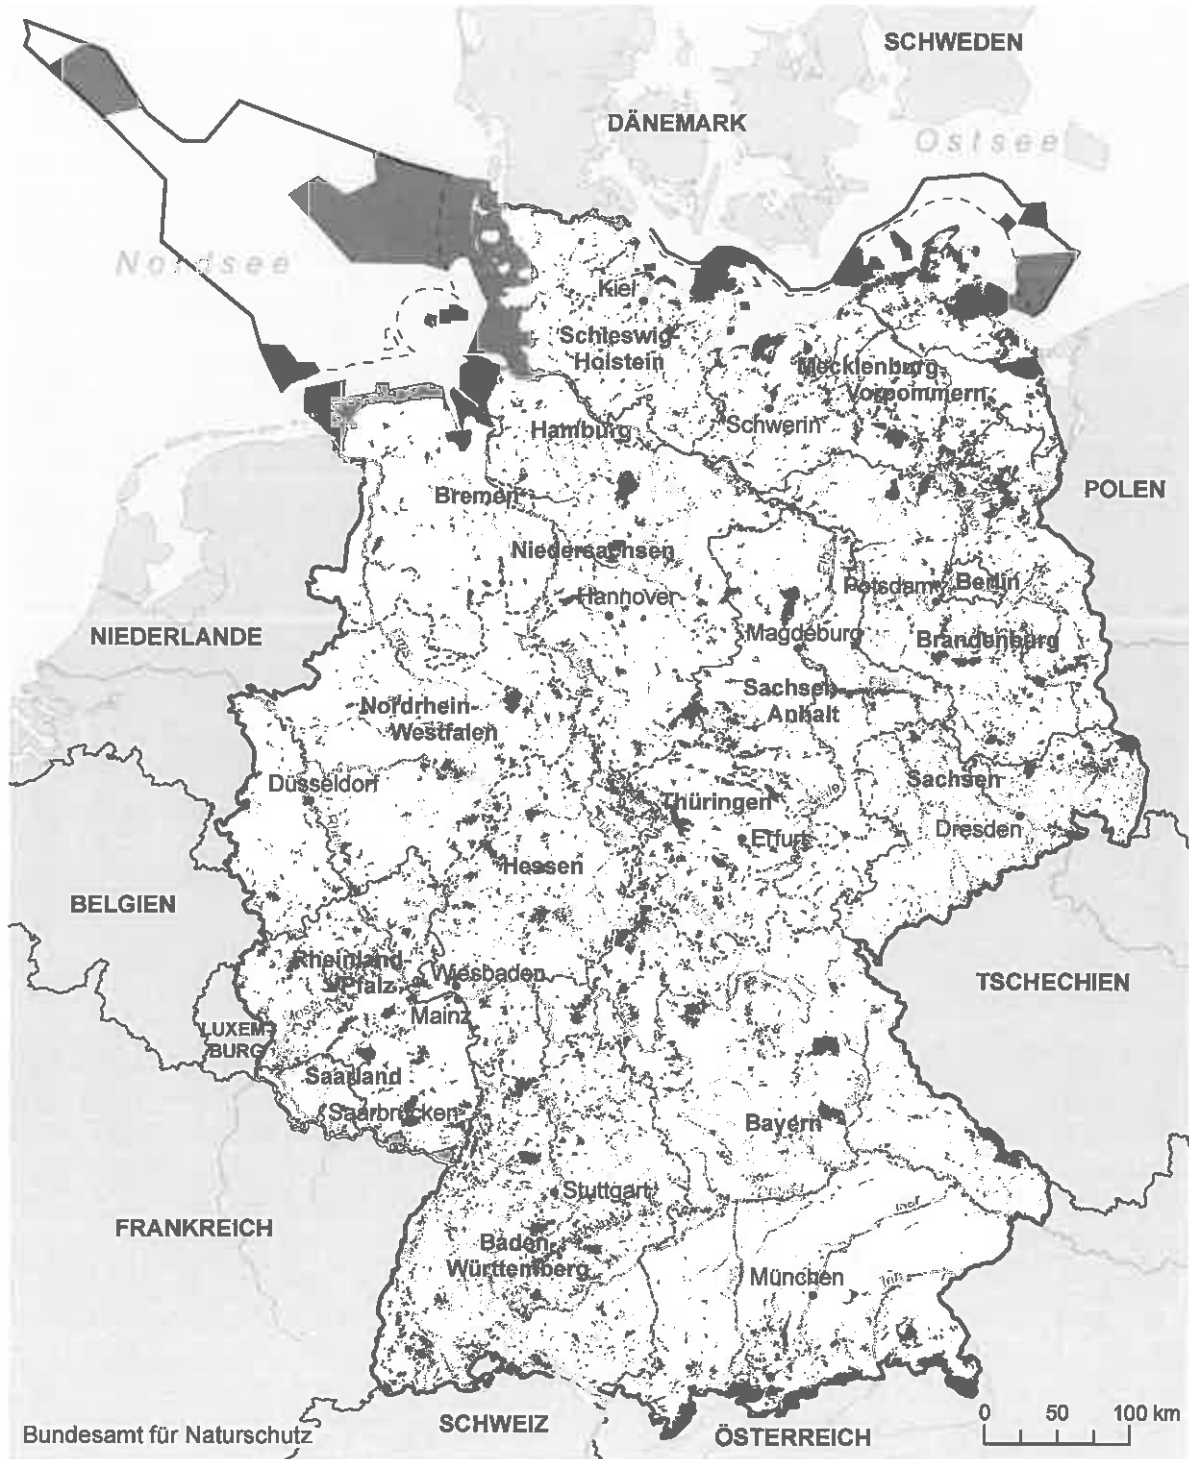 SCHWEDEN
DÄNEMARK
Ostsee
Nordsee
Kiel
Schleswig-
Holstein
Mecklenburg-
Vorpommern
Schwerin
Hamburg
Bremen
POLEN
Niedersachsen
Hannover
Potsdam
Berlin
Magdeburg
Brandenburg
NIEDERLANDE
Sachsen-
Anhalt
Nordrhein-
Westfalen
Düsseldorf
Sachsen
Thüringen
Dresden
Erfurt
Hessen
BELGIEN
Rheinland-
Pfalz
Wiesbaden
TSCHECHIEN
Mainz
LUXEM-
BURG
Saarland
Saarbrücken
Bayern
Stuttgart
FRANKREICH
Baden-
Württemberg
Isar
München
Inn
0 50 100 km
SCHWEIZ
Bundesamt für Naturschutz
ÖSTERREICH